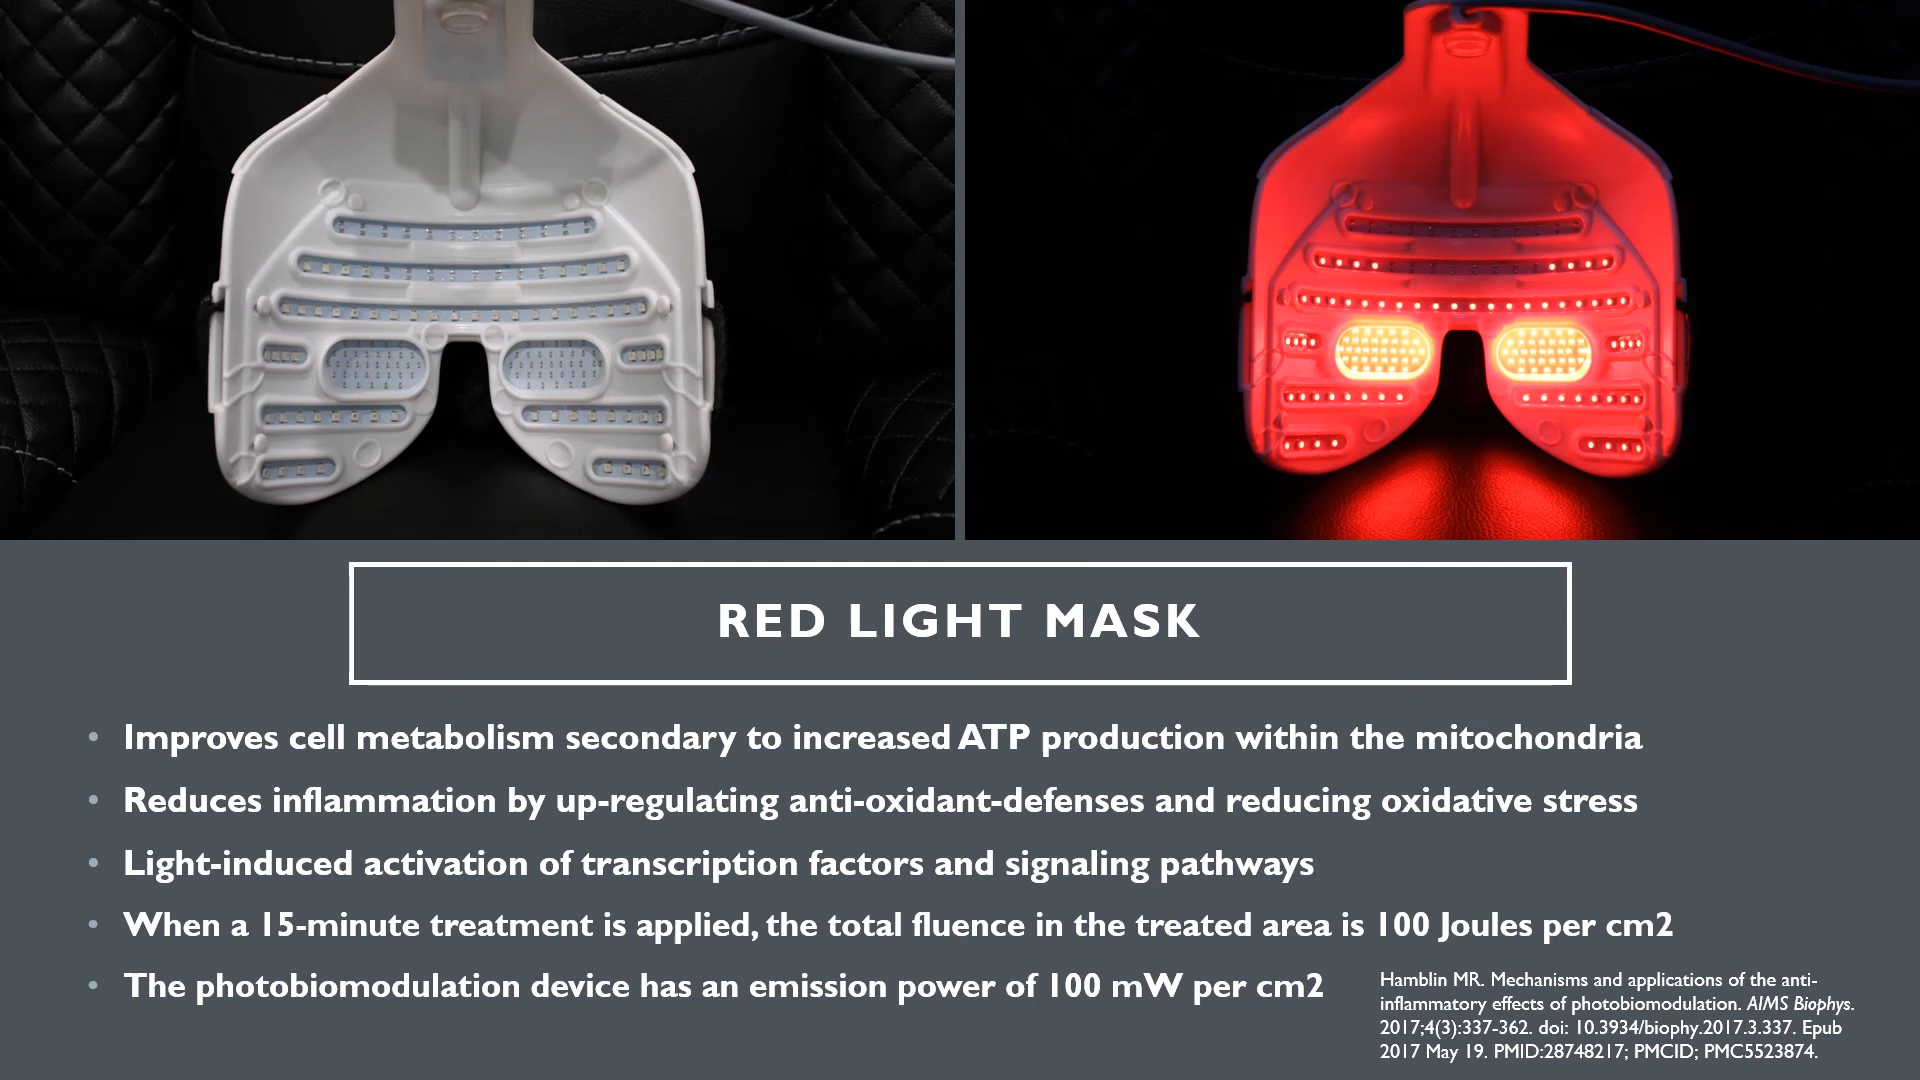 RED LIGHT MASK
• Improves cell metabolism secondary to increased ATP production within the mitochondria
• Reduces inflammation by up-regulating anti-oxidant-defenses and reducing oxidative stress
• Light-induced activation of transcription factors and signaling pathways
• When a 15-minute treatment is applied, the total fluence in the treated area is 100 Joules per cm2
• The photobiomodulation device has an emission power of 100 mW per cm2
Hamblin MR. Mechanisms and applications of the anti-
inflammatory effects of photobiomodulation. AIMS Biophys.
2017;4(3):337-362. doi: 10.3934/biophy.2017.3.337. Epub
2017 May 19. PMID:28748217; PMCID; PMC5523874.